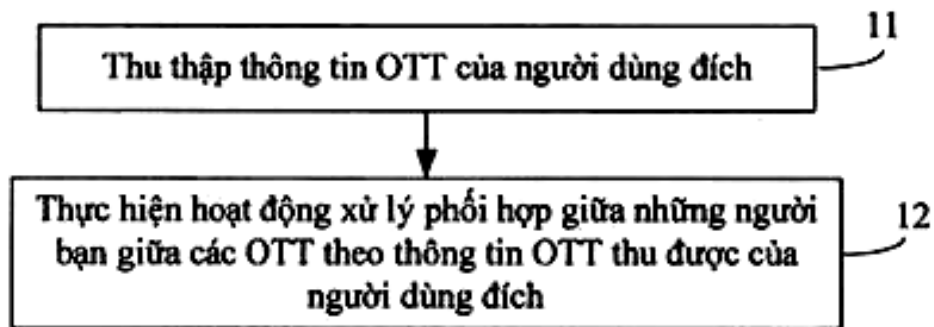 11
Thu thập thông tin OTT của người dùng đích
Thực hiện hoạt động xử lý phối hợp giữa những người
bạn giữa các OTT theo thông tin OTT thu được của
người dùng đích
12